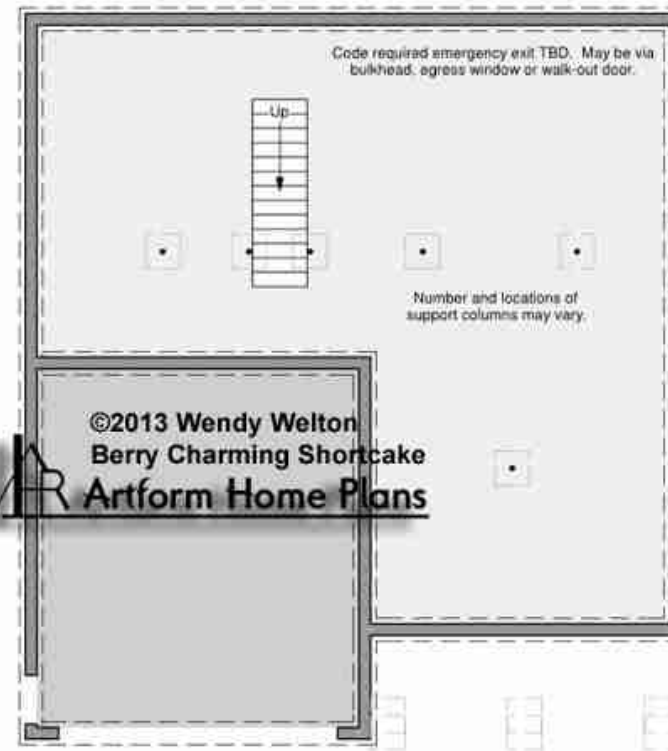 Code required emergency exit TBD. May be via
bulkhead, egress window or walk-out door.
Up
Number and locations of
support columns may vary.
©2013 Wendy Welton
Berry Charming Shortcake
Artform Home Plans